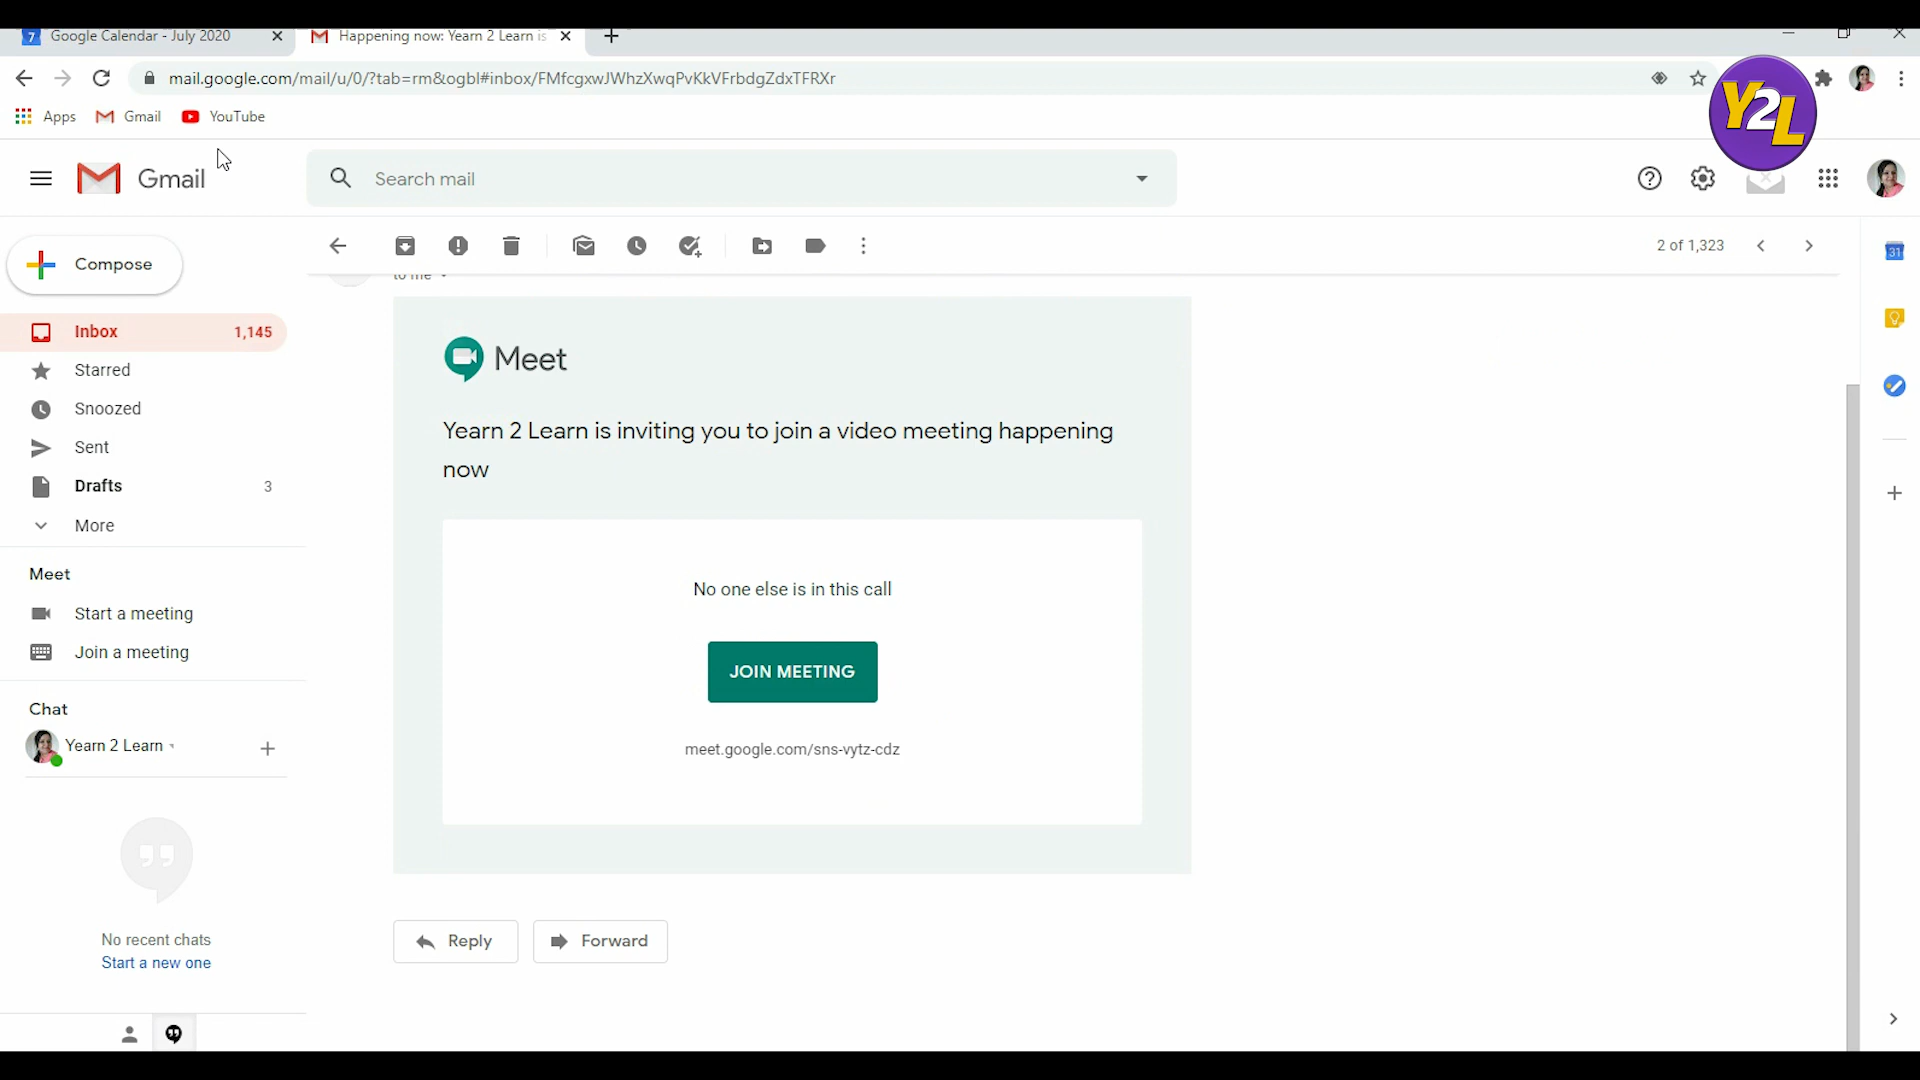 Google Calendar - July 2020
Happening now: Yearn 2 Learn is
mail.google.com/mail/u/0/?tab=rm&ogbl#inbox/FMfcgxwJWhzXwqPvKkVFrbdgZdxTFRXr
Apps
Gmail
YouTube
Y2L
Gmail
Search mail
Compose
2 of 1,323
to me
Inbox 1,145
Starred
Snoozed
Sent
Drafts 3
More
Meet
Start a meeting
Join a meeting
Chat
Yearn 2 Learn
No recent chats
Start a new one
Meet
Yearn 2 Learn is inviting you to join a video meeting happening
now
No one else is in this call
JOIN MEETING
meet.google.com/sns-vytz-cdz
Reply
Forward
31